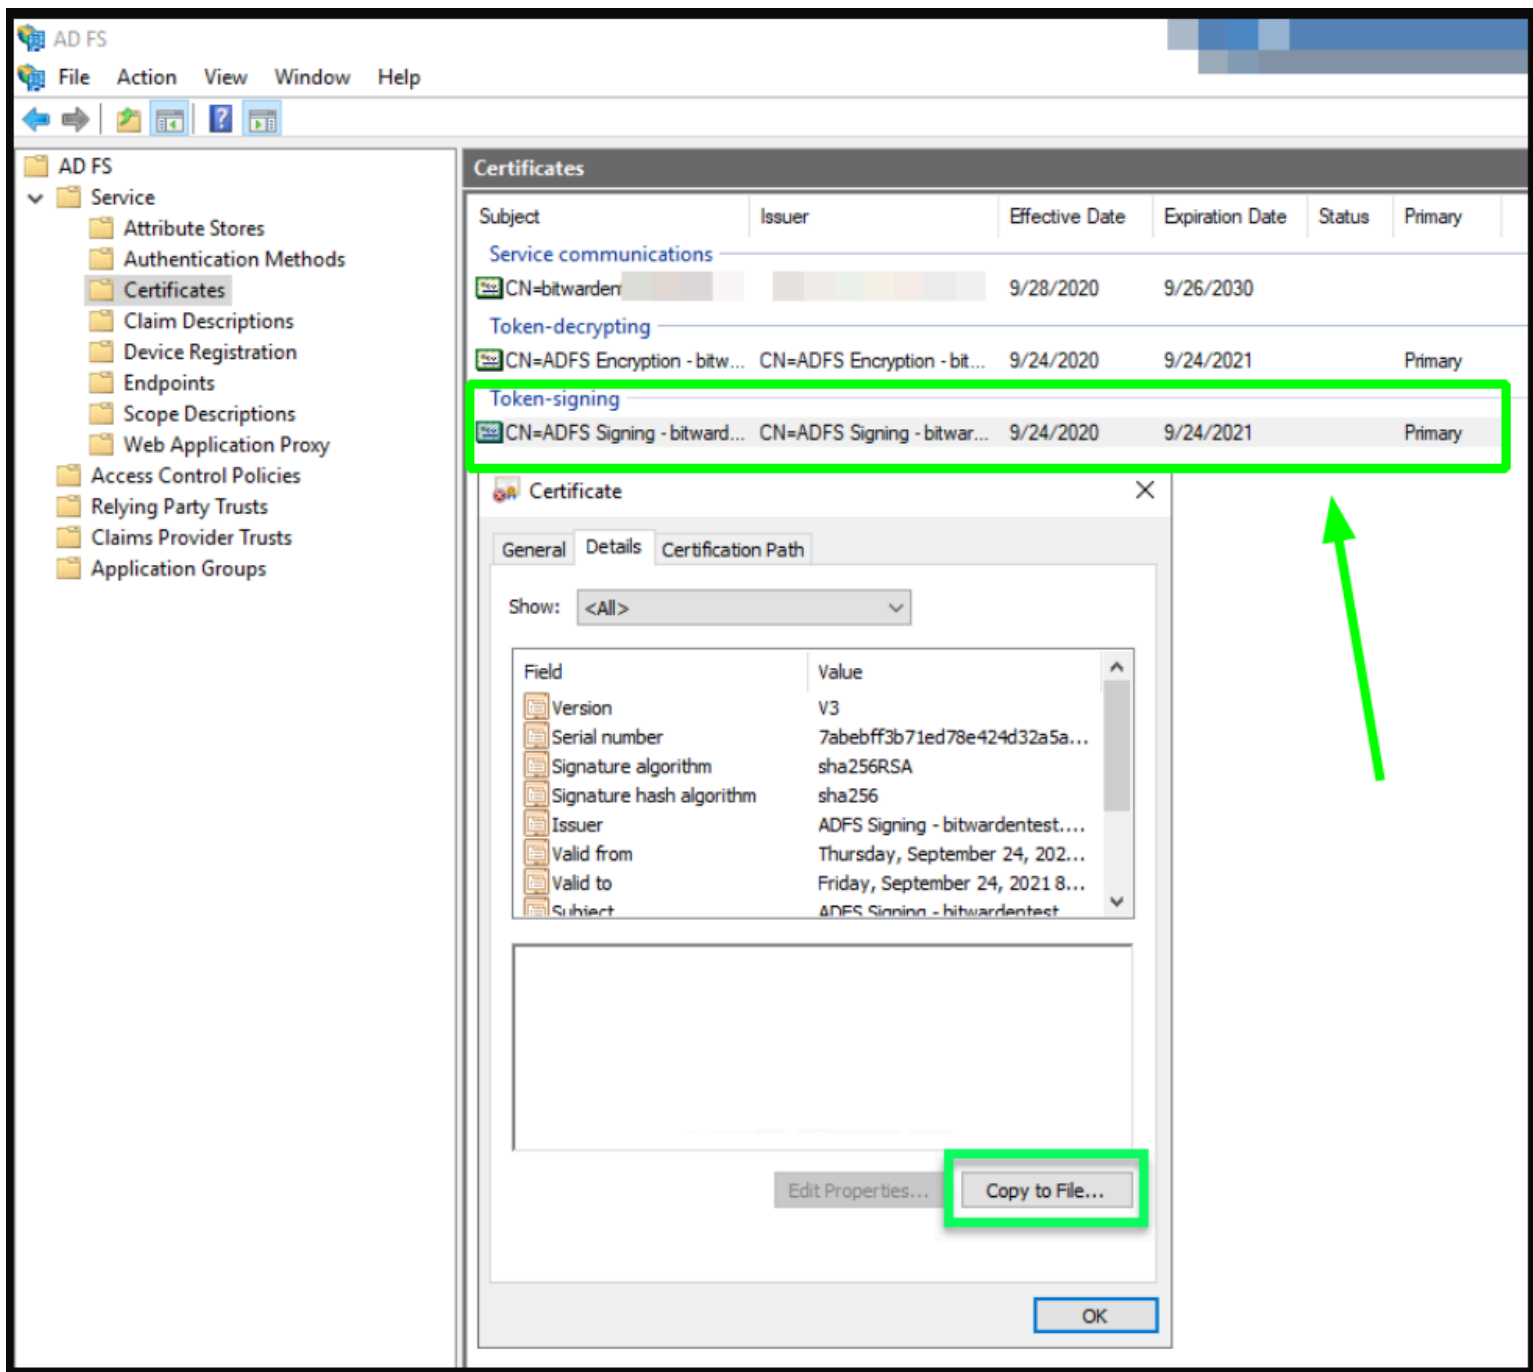 AD FS
File Action View Window Help
AD FS
Service
Attribute Stores
Authentication Methods
Certificates
Claim Descriptions
Device Registration
Endpoints
Scope Descriptions
Web Application Proxy
Access Control Policies
Relying Party Trusts
Claims Provider Trusts
Application Groups
Certificates
Subject Issuer Effective Date Expiration Date Status Primary
Service communications
CN=bitwarden 9/28/2020 9/26/2030
Token-decrypting
CN=ADFS Encryption - bitw... CN=ADFS Encryption - bit... 9/24/2020 9/24/2021 Primary
Token-signing
CN=ADFS Signing - bitward... CN=ADFS Signing - bitwar... 9/24/2020 9/24/2021 Primary
Certificate
General Details Certification Path
Show: <All>
Field Value
Version V3
Serial number 7abebff3b71ed78e424d32a5a...
Signature algorithm sha256RSA
Signature hash algorithm sha256
Issuer ADFS Signing - bitwardentest....
Valid from Thursday, September 24, 202...
Valid to Friday, September 24, 2021 8...
Subject ADFS Signing - bitwardentest
Edit Properties... Copy to File...
OK